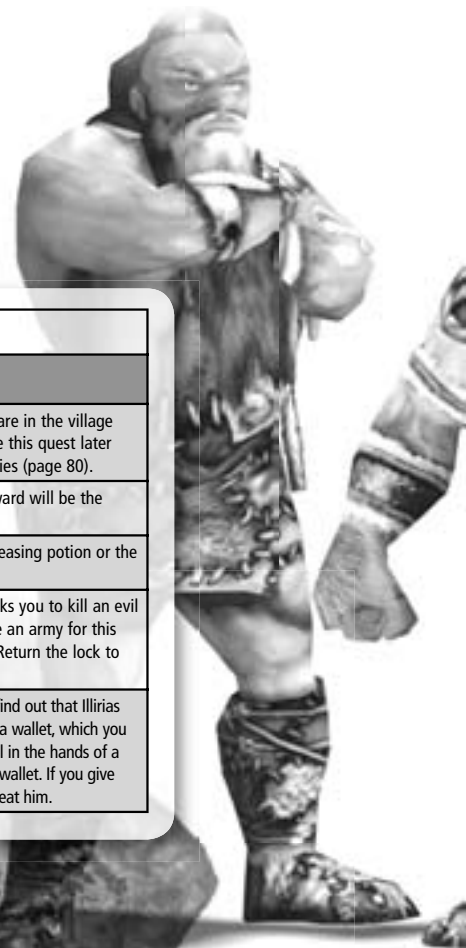 are in the village
e this quest later
ies (page 80).
ward will be the
easing potion or the
ks you to kill an evil
e an army for this
Return the lock to
ind out that Illirias
a wallet, which you
l in the hands of a
wallet. If you give
eat him.